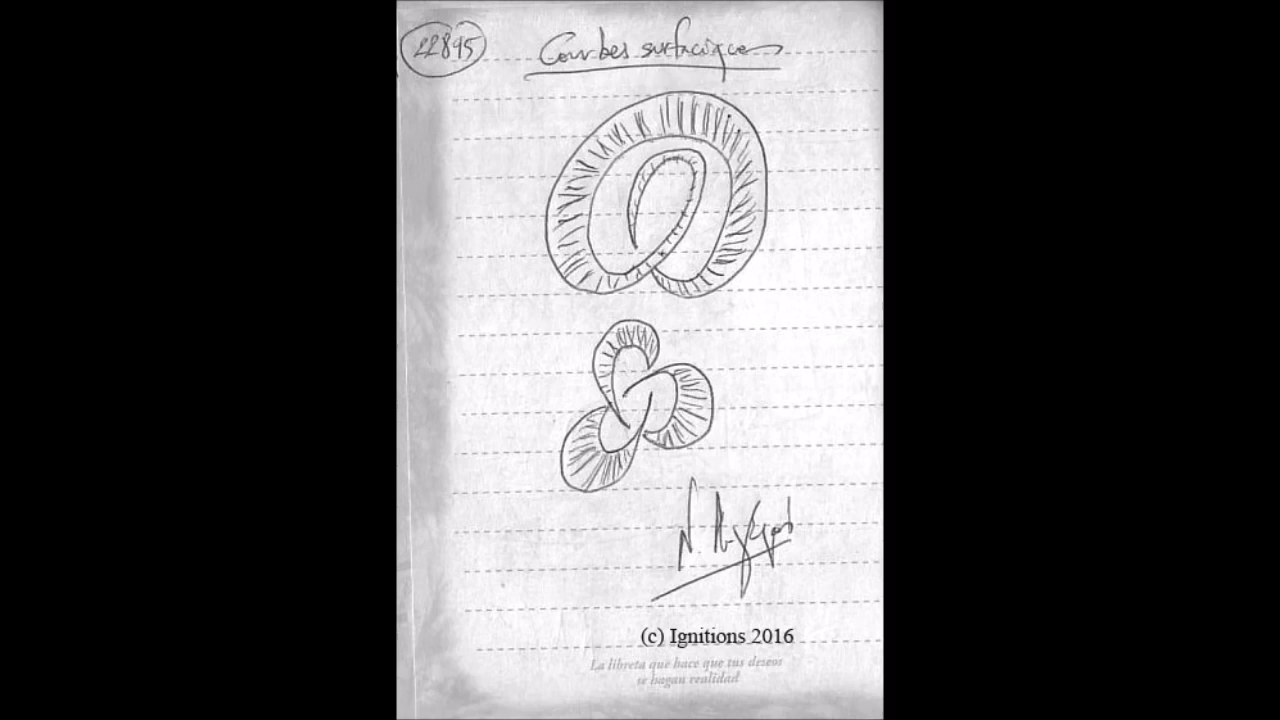 22895
Courbes surfaciques
(c) Ignitions 2016
La libreta que hace que tus deseos
se hagan realidad